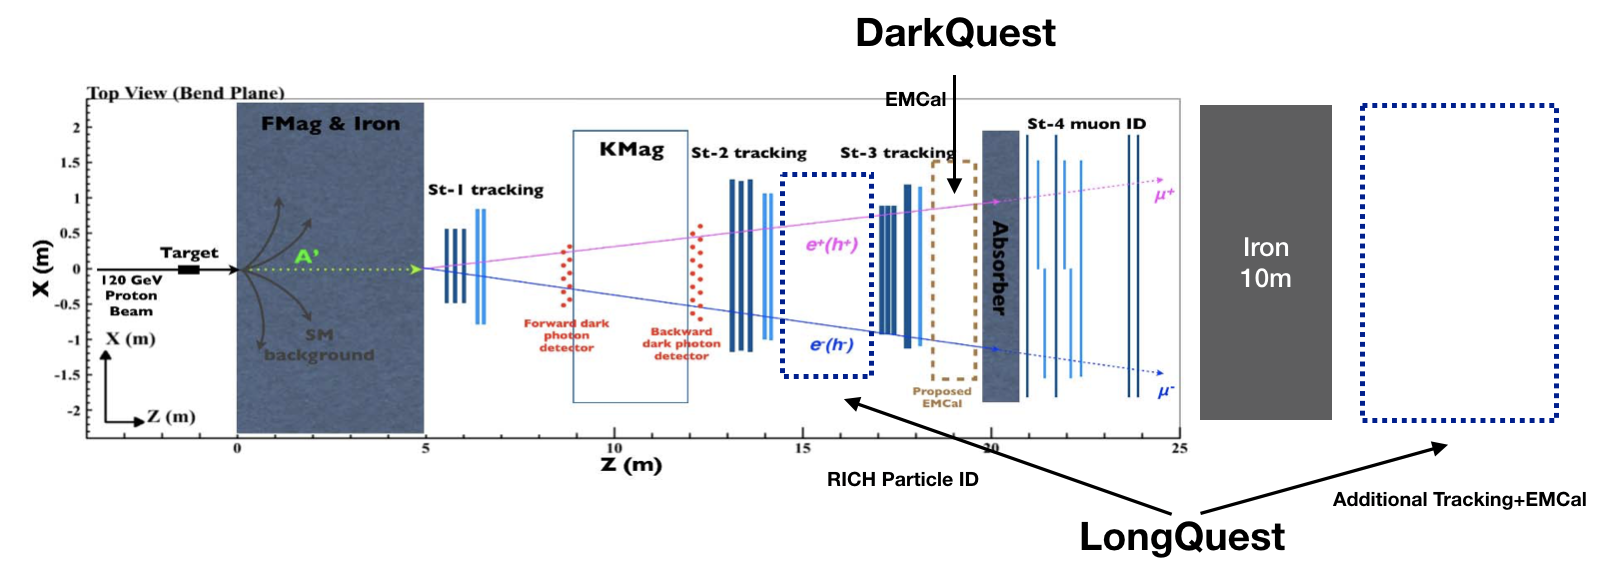 DarkQuest
EMCal
Top View (Bend Plane)
FMag & Iron
St-4 muon ID
KMag
St-2 tracking
St-3 tracking
St-1 tracking
2
1.5
1
0.5
0
-0.5
-1
-1.5
-2
X (m)
Target
A'
120 GeV
Proton
Beam
SM
background
X (m)
Z (m)
Forward dark
photon
detector
Backward
dark photon
detector
e⁺(h⁺)
e⁻(h⁻)
Proposed
EMCal
Absorber
μ⁺
μ⁻
Iron
10m
0
5
10
15
20
25
Z (m)
RICH Particle ID
Additional Tracking+EMCal
LongQuest